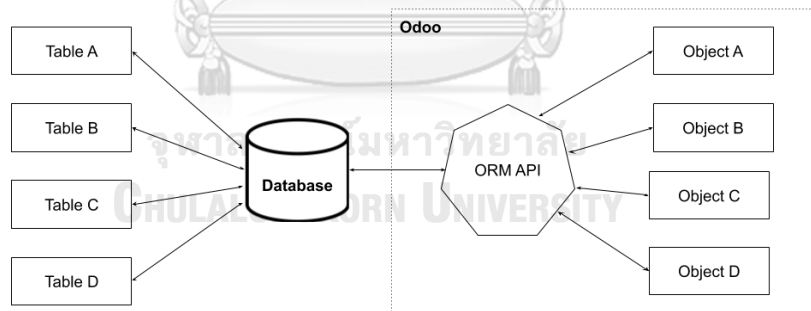 Odoo
Table A
Object A
Table B
Object B
จุฬาลงกรณ์มหาวิทยาลัย
ORM API
Database
Table C
Object C
CHULALONGKORN UNIVERSITY
Table D
Object D